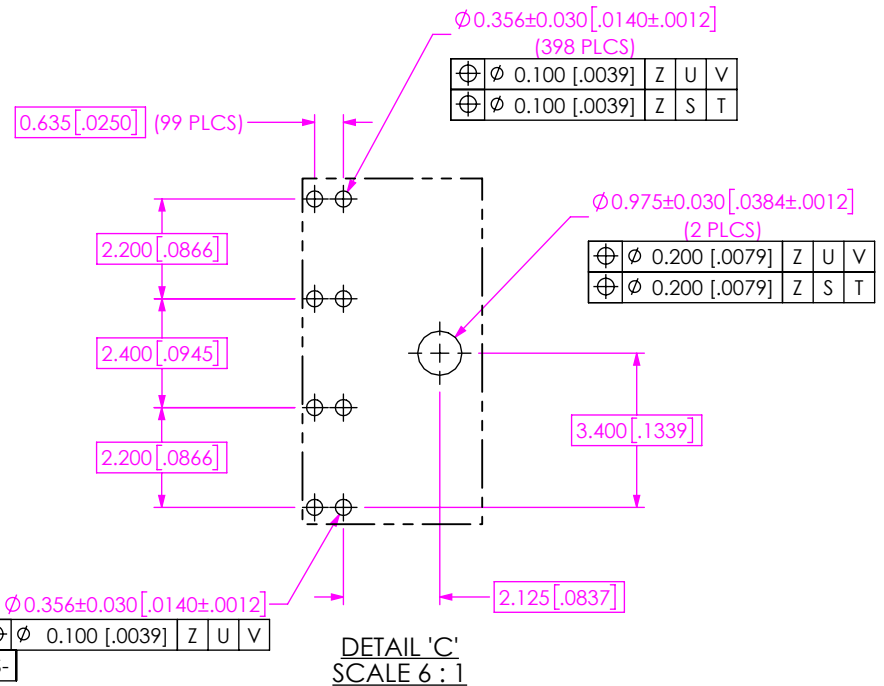 ⌀0.356±0.030[.0140±.0012]
(398 PLCS)
⌖ ⌀ 0.100 [.0039] Z U V
⌖ ⌀ 0.100 [.0039] Z S T
0.635[.0250] (99 PLCS)
⌀0.975±0.030[.0384±.0012]
(2 PLCS)
⌖ ⌀ 0.200 [.0079] Z U V
⌖ ⌀ 0.200 [.0079] Z S T
2.200[.0866]
2.400[.0945]
3.400[.1339]
2.200[.0866]
⌀0.356±0.030[.0140±.0012]
⌖ ⌀ 0.100 [.0039] Z U V
2.125[.0837]
DETAIL 'C'
SCALE 6 : 1